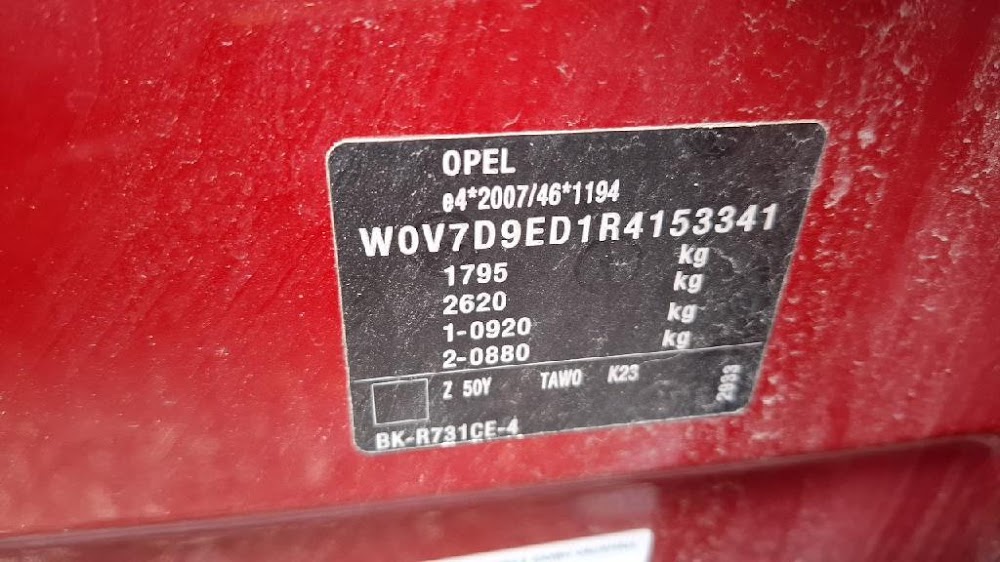 OPEL
e4*2007/46*1194
W0V7D9ED1R4153341
1795 kg
2620 kg
1-0920 kg
2-0880 kg
Z 50Y TAWO K23
2933
BK-R731CE-4